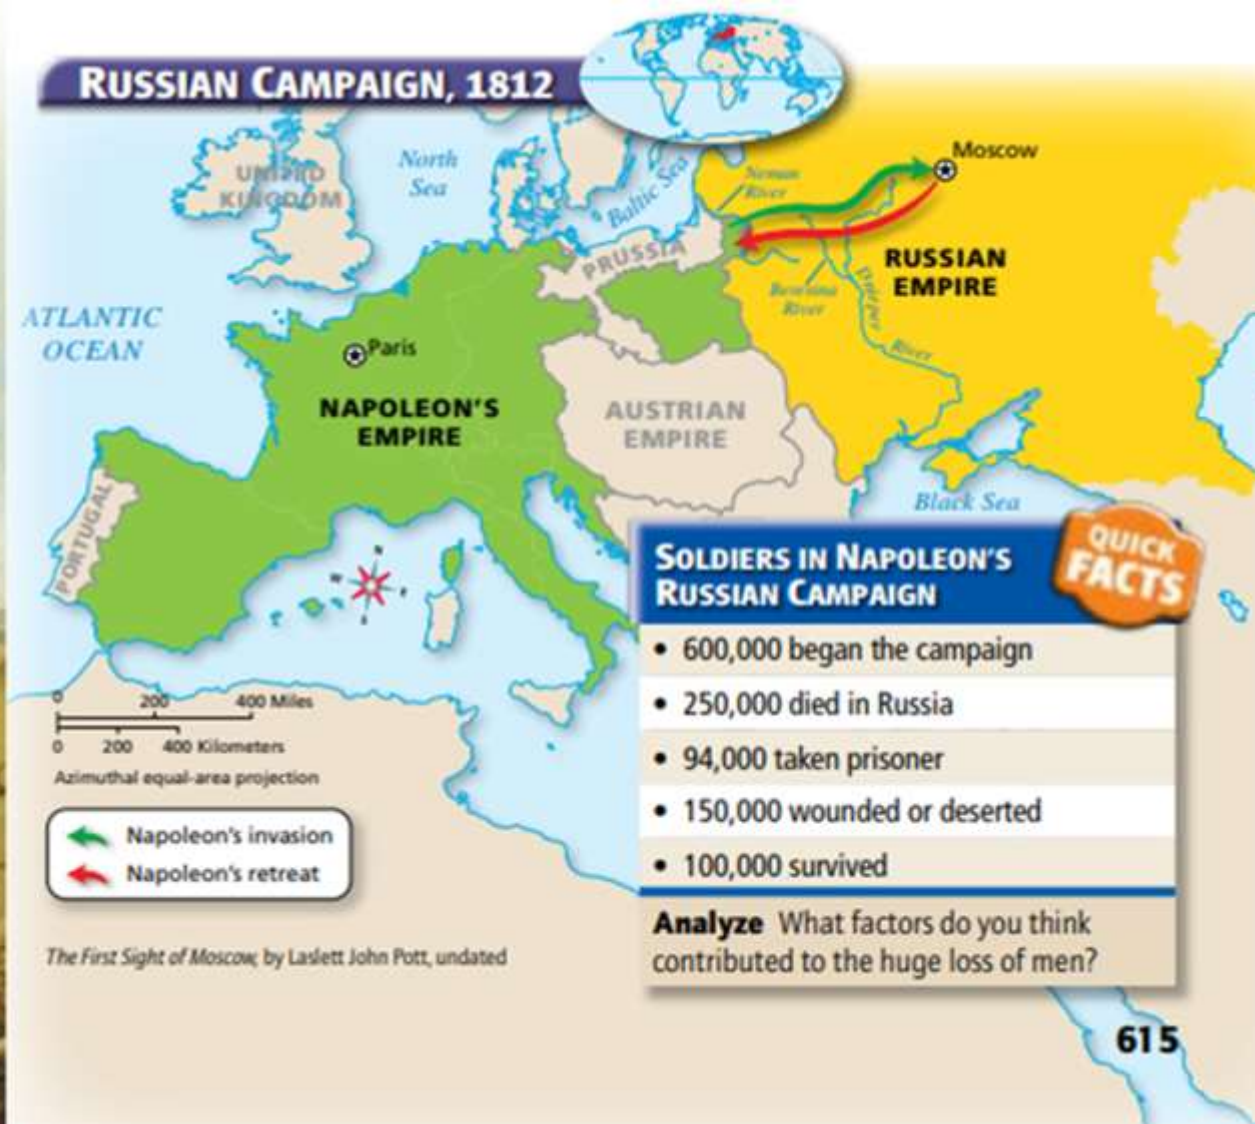 RUSSIAN CAMPAIGN, 1812
UNITED
KINGDOM
North
Sea
Baltic Sea
Neman
River
Moscow
PRUSSIA
RUSSIAN
EMPIRE
Berezina
River
Dnieper
River
ATLANTIC
OCEAN
Paris
NAPOLEON'S
EMPIRE
AUSTRIAN
EMPIRE
PORTUGAL
Black Sea
N
W
E
S
0 200 400 Miles
0 200 400 Kilometers
Azimuthal equal-area projection
Napoleon's invasion
Napoleon's retreat
The First Sight of Moscow, by Laslett John Pott, undated
SOLDIERS IN NAPOLEON'S
RUSSIAN CAMPAIGN
QUICK
FACTS
• 600,000 began the campaign
• 250,000 died in Russia
• 94,000 taken prisoner
• 150,000 wounded or deserted
• 100,000 survived
Analyze What factors do you think
contributed to the huge loss of men?
615